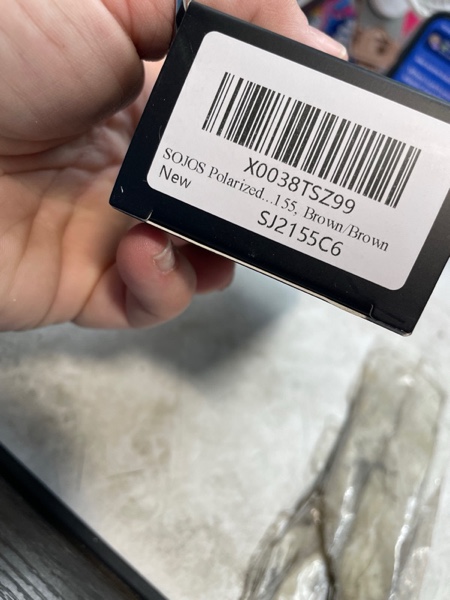 X0038TSZ99
SOJOS Polarized...155, Brown/Brown
New
SJ2155C6